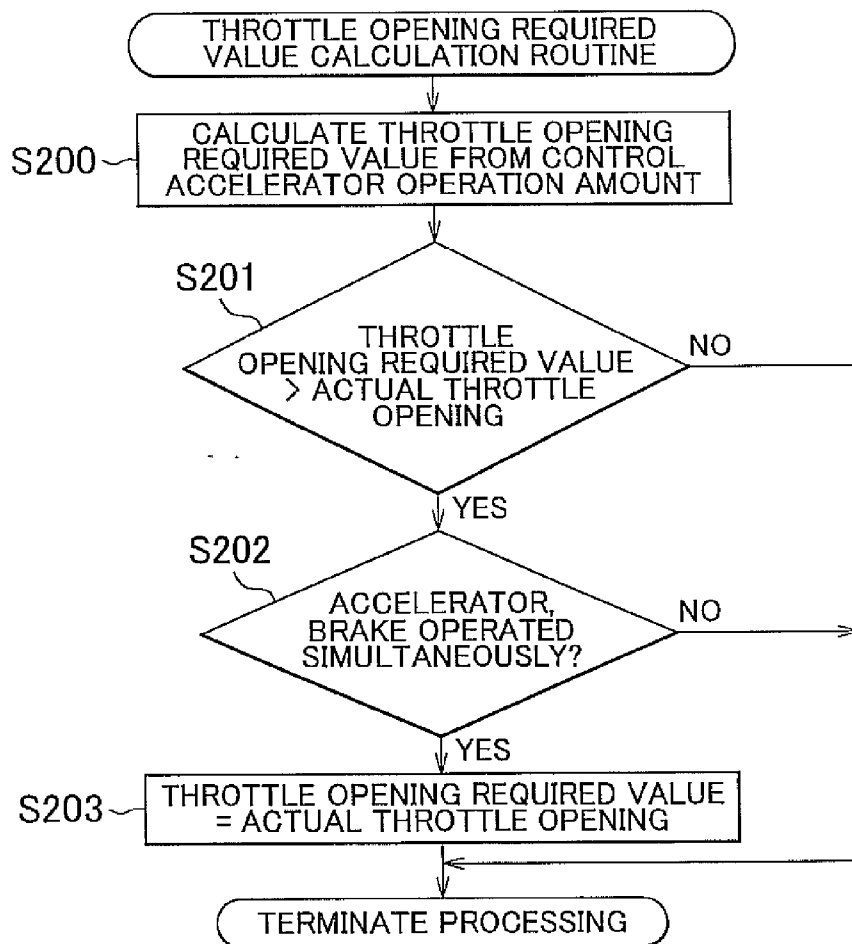 THROTTLE OPENING REQUIRED
VALUE CALCULATION ROUTINE
S200
CALCULATE THROTTLE OPENING
REQUIRED VALUE FROM CONTROL
ACCELERATOR OPERATION AMOUNT
S201
THROTTLE
OPENING REQUIRED VALUE
> ACTUAL THROTTLE
OPENING
NO
YES
S202
ACCELERATOR,
BRAKE OPERATED
SIMULTANEOUSLY?
NO
YES
S203
THROTTLE OPENING REQUIRED VALUE
= ACTUAL THROTTLE OPENING
TERMINATE PROCESSING